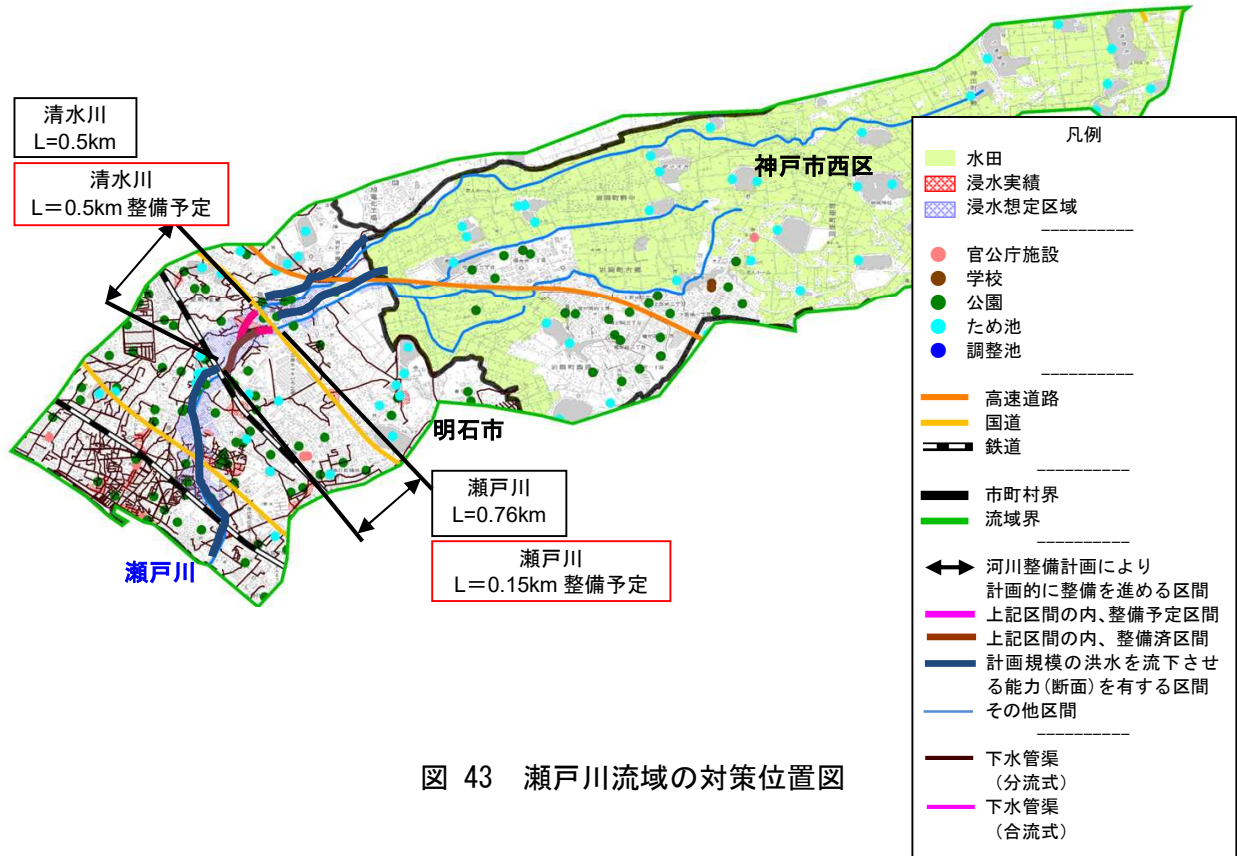 清水川
L=0.5km
清水川
L＝0.5km 整備予定
神戸市西区
明石市
瀬戸川
L=0.76km
瀬戸川
L＝0.15km 整備予定
瀬戸川
凡例
水田
浸水実績
浸水想定区域
----------
官公庁施設
学校
公園
ため池
調整池
----------
高速道路
国道
鉄道
----------
市町村界
流域界
----------
河川整備計画により
計画的に整備を進める区間
上記区間の内、整備予定区間
上記区間の内、整備済区間
計画規模の洪水を流下させ
る能力(断面)を有する区間
その他区間
----------
下水管渠
（分流式）
下水管渠
（合流式）
図 43 瀬戸川流域の対策位置図